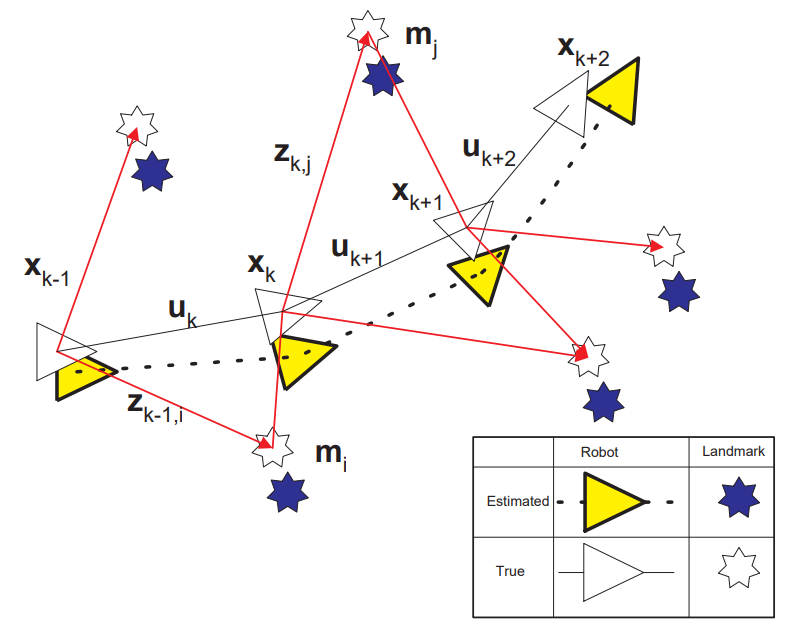 m_j
x_{k+2}
z_{k,j}
u_{k+2}
x_{k+1}
x_{k-1}
x_k
u_{k+1}
u_k
z_{k-1,i}
m_i
Robot
Landmark
Estimated
True